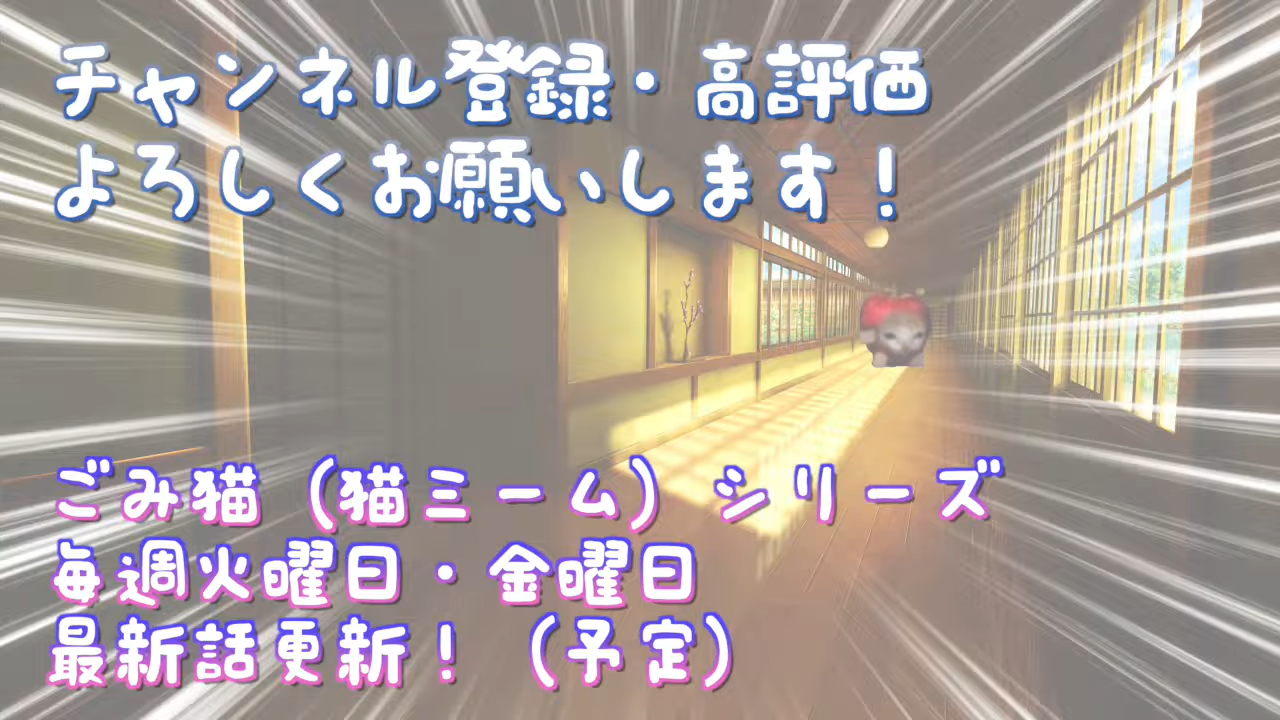 チャンネル登録・高評価
よろしくお願いします！
ごみ猫（猫ミーム）シリーズ
毎週火曜日・金曜日
最新話更新！（予定）